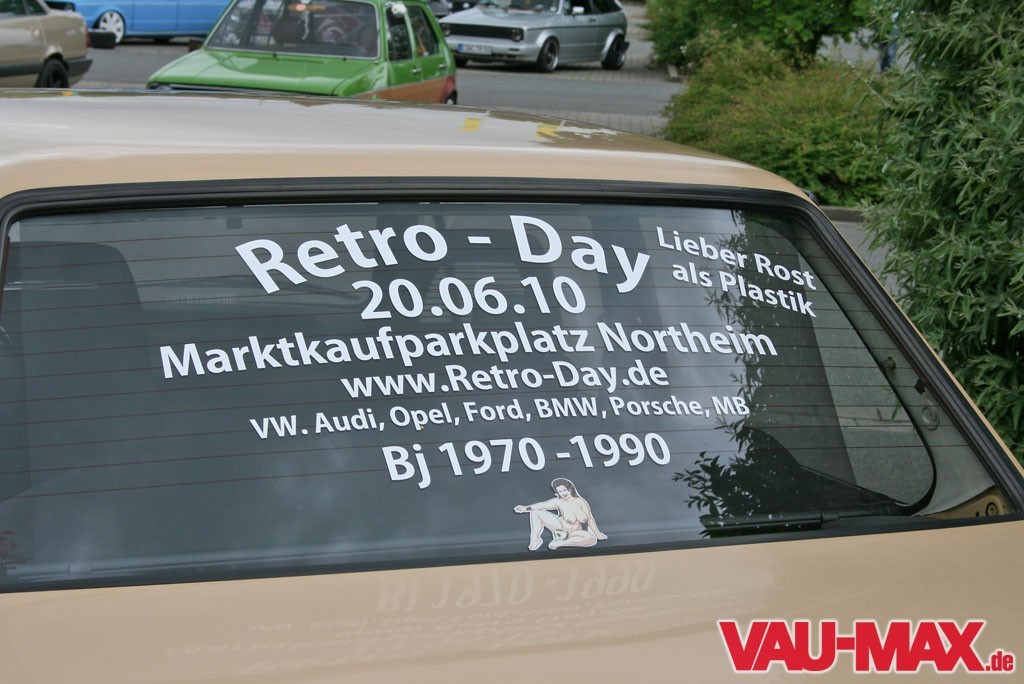 Retro - Day
Lieber Rost
als Plastik
20.06.10
Marktkaufparkplatz Northeim
www.Retro-Day.de
VW. Audi, Opel, Ford, BMW, Porsche, MB
Bj 1970 -1990
VAU-MAX.de